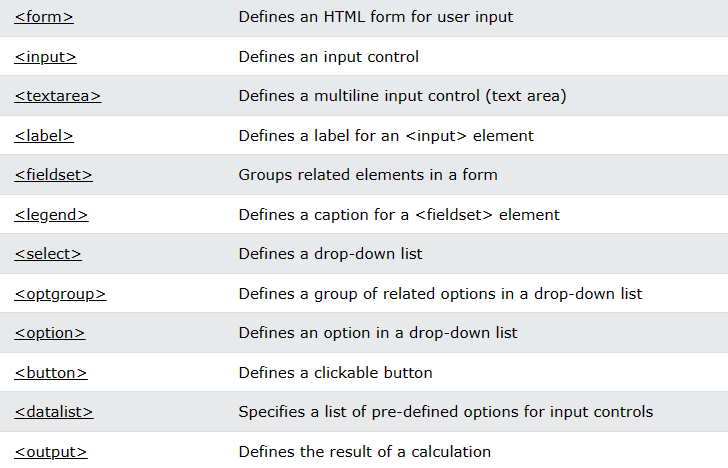 <form> Defines an HTML form for user input
<input> Defines an input control
<textarea> Defines a multiline input control (text area)
<label> Defines a label for an <input> element
<fieldset> Groups related elements in a form
<legend> Defines a caption for a <fieldset> element
<select> Defines a drop-down list
<optgroup> Defines a group of related options in a drop-down list
<option> Defines an option in a drop-down list
<button> Defines a clickable button
<datalist> Specifies a list of pre-defined options for input controls
<output> Defines the result of a calculation